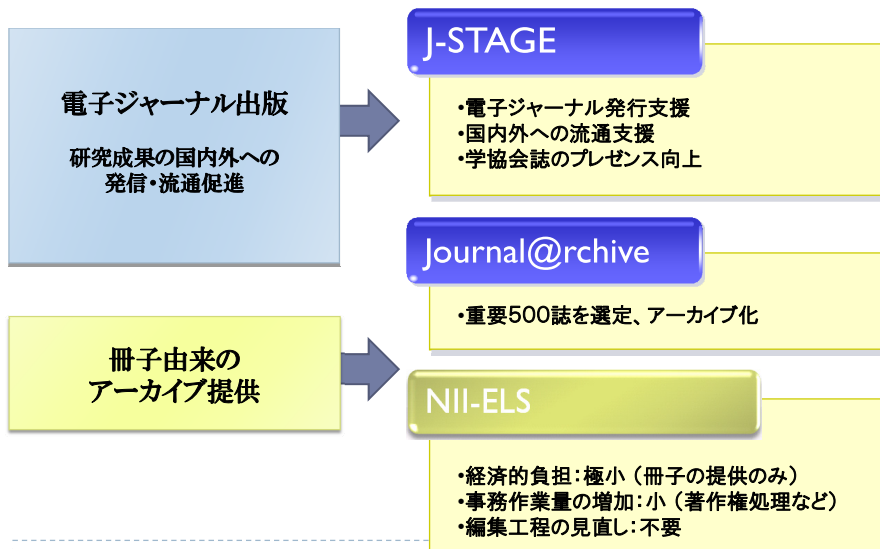 電子ジャーナル出版
研究成果の国内外への
発信・流通促進
J-STAGE
・電子ジャーナル発行支援
・国内外への流通支援
・学協会誌のプレゼンス向上
Journal@rchive
・重要500誌を選定、アーカイブ化
冊子由来の
アーカイブ提供
NII-ELS
・経済的負担：極小（冊子の提供のみ）
・事務作業量の増加：小（著作権処理など）
・編集工程の見直し：不要